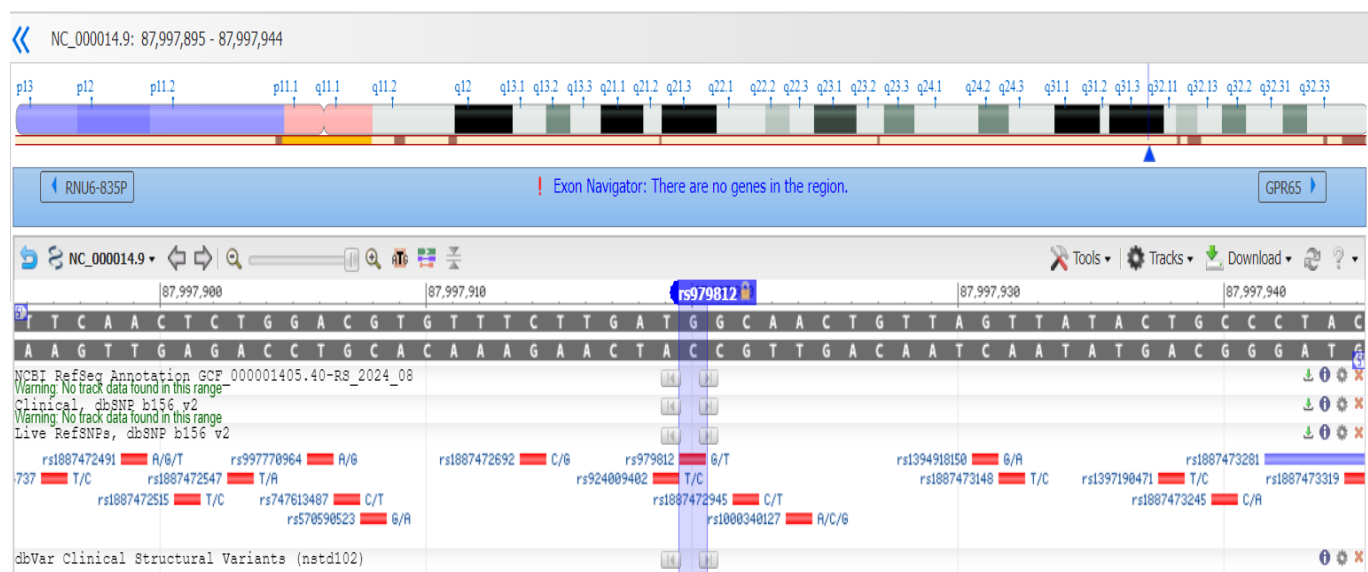 NC_000014.9: 87,997,895 - 87,997,944
p13 p12 p11.2 p11.1 q11.1 q11.2 q12 q13.1 q13.2 q13.3 q21.1 q21.2 q21.3 q22.1 q22.2 q22.3 q23.1 q23.2 q23.3 q24.1 q24.2 q24.3 q31.1 q31.2 q31.3 q32.11 q32.13 q32.2 q32.31 q32.33
RNU6-835P ! Exon Navigator: There are no genes in the region. GPR65
NC_000014.9 ATG Tools Tracks Download ?
87,997,900 87,997,910 rs979812 87,997,930 87,997,940
T T C A A C T C T G G A C G T G T T T C T T G A T G G C A A C T G T T A G T T A T A C T G C C C T A C
A A G T T G A G A C C T G C A C A A A G A A C T A C C G T T G A C A A T C A A T A T G A C G G G A T G
NCBI RefSeq Annotation GCF_000001405.40-RS_2024_08
Warning: No track data found in this range
Clinical, dbSNP b156 v2
Warning: No track data found in this range
Live RefSNPs, dbSNP b156 v2
rs1887472491 A/G/T rs997770964 A/G rs1887472692 C/G rs979812 G/T rs1394918150 G/A rs1887473281
737 T/C rs1887472547 T/A rs924009402 T/C rs1887473148 T/C rs1397190471 T/C rs1887473319
rs1887472515 T/C rs747613487 C/T rs1887472945 C/T rs1887473245 C/A
rs570590523 G/A rs1000340127 A/C/G
dbVar Clinical Structural Variants (nstd102)